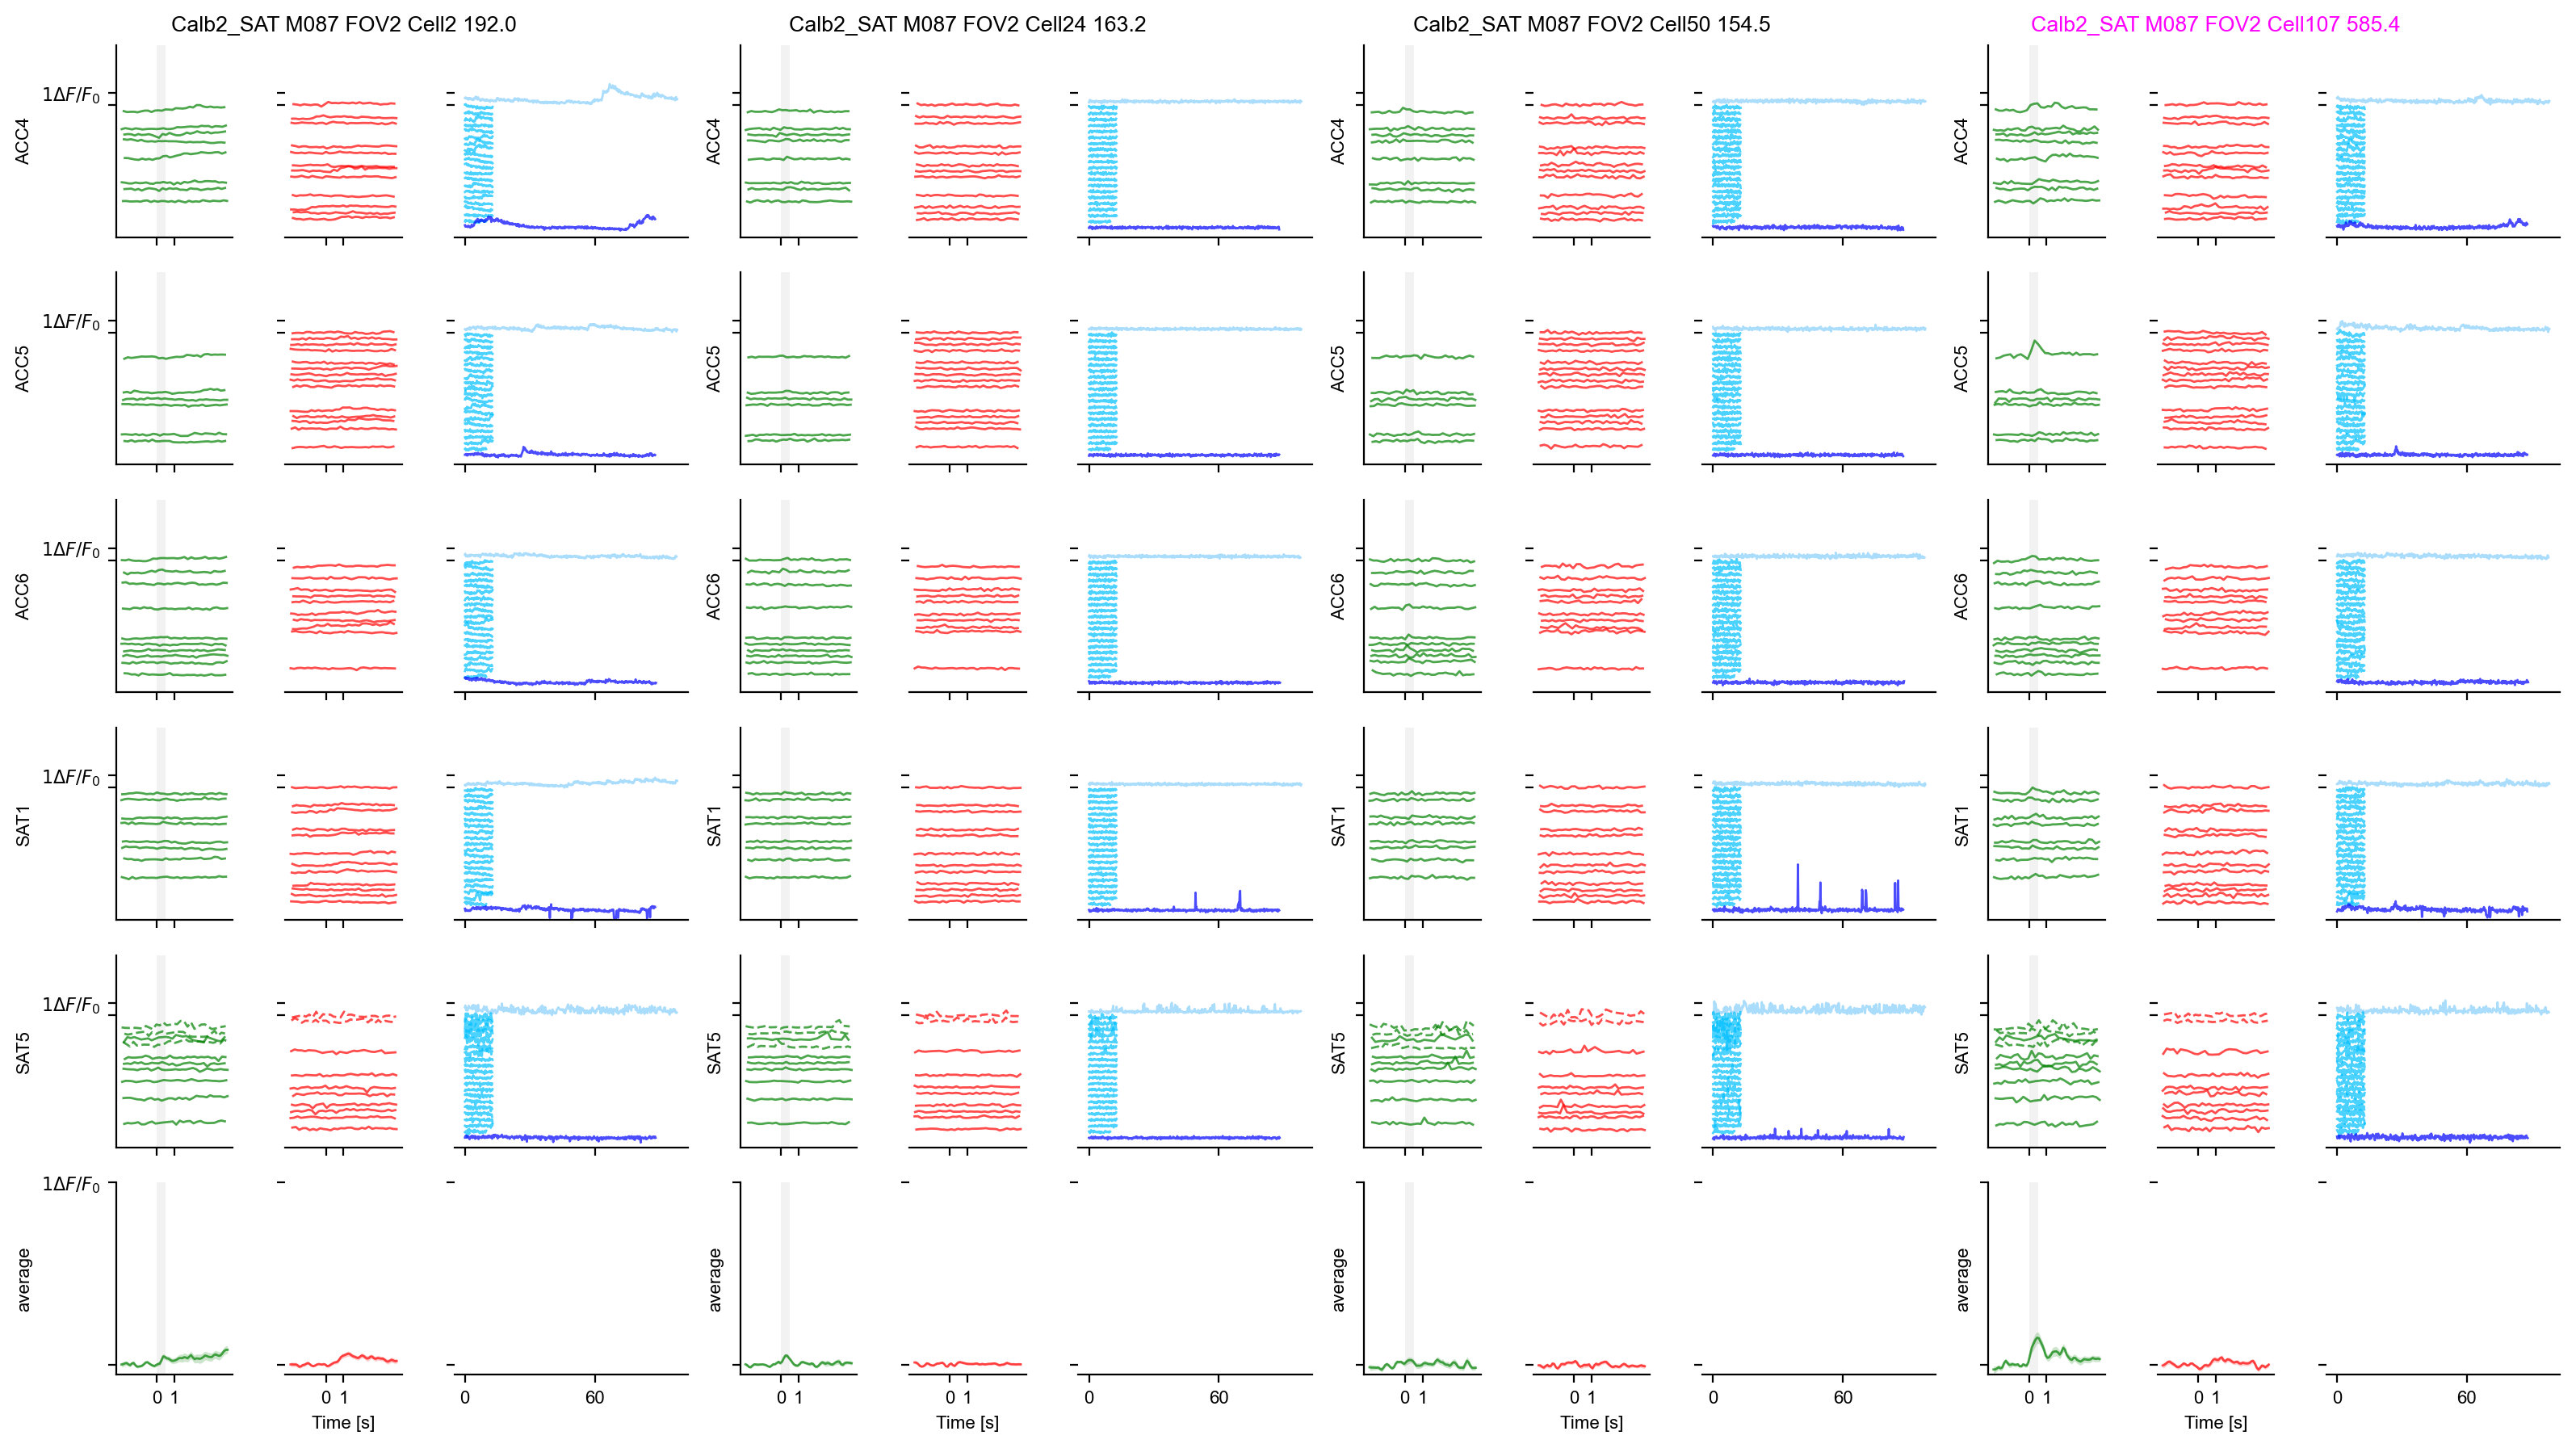 Calb2_SAT M087 FOV2 Cell2 192.0
Calb2_SAT M087 FOV2 Cell24 163.2
Calb2_SAT M087 FOV2 Cell50 154.5
Calb2_SAT M087 FOV2 Cell107 585.4
1ΔF/F0
ACC4
ACC4
ACC4
ACC4
1ΔF/F0
ACC5
ACC5
ACC5
ACC5
1ΔF/F0
ACC6
ACC6
ACC6
ACC6
1ΔF/F0
SAT1
SAT1
SAT1
SAT1
1ΔF/F0
SAT5
SAT5
SAT5
SAT5
1ΔF/F0
average
average
average
average
0 1 0 1 0 60 0 1 0 1 0 60 0 1 0 1 0 60 0 1 0 1 0 60
Time [s]
Time [s]
Time [s]
Time [s]
Time [s]
Time [s]
Time [s]
Time [s]